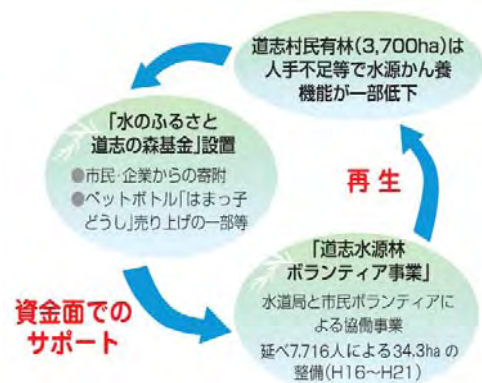 道志村民有林(3,700ha)は
人手不足等で水源かん養
機能が一部低下
「水のふるさと
道志の森基金」設置
●市民・企業からの寄附
●ペットボトル「はまっ子
どうし」売り上げの一部等
再生
資金面での
サポート
「道志水源林
ボランティア事業」
水道局と市民ボランティアに
よる協働事業
延べ7,716人による34.3haの
整備(H16～H21)